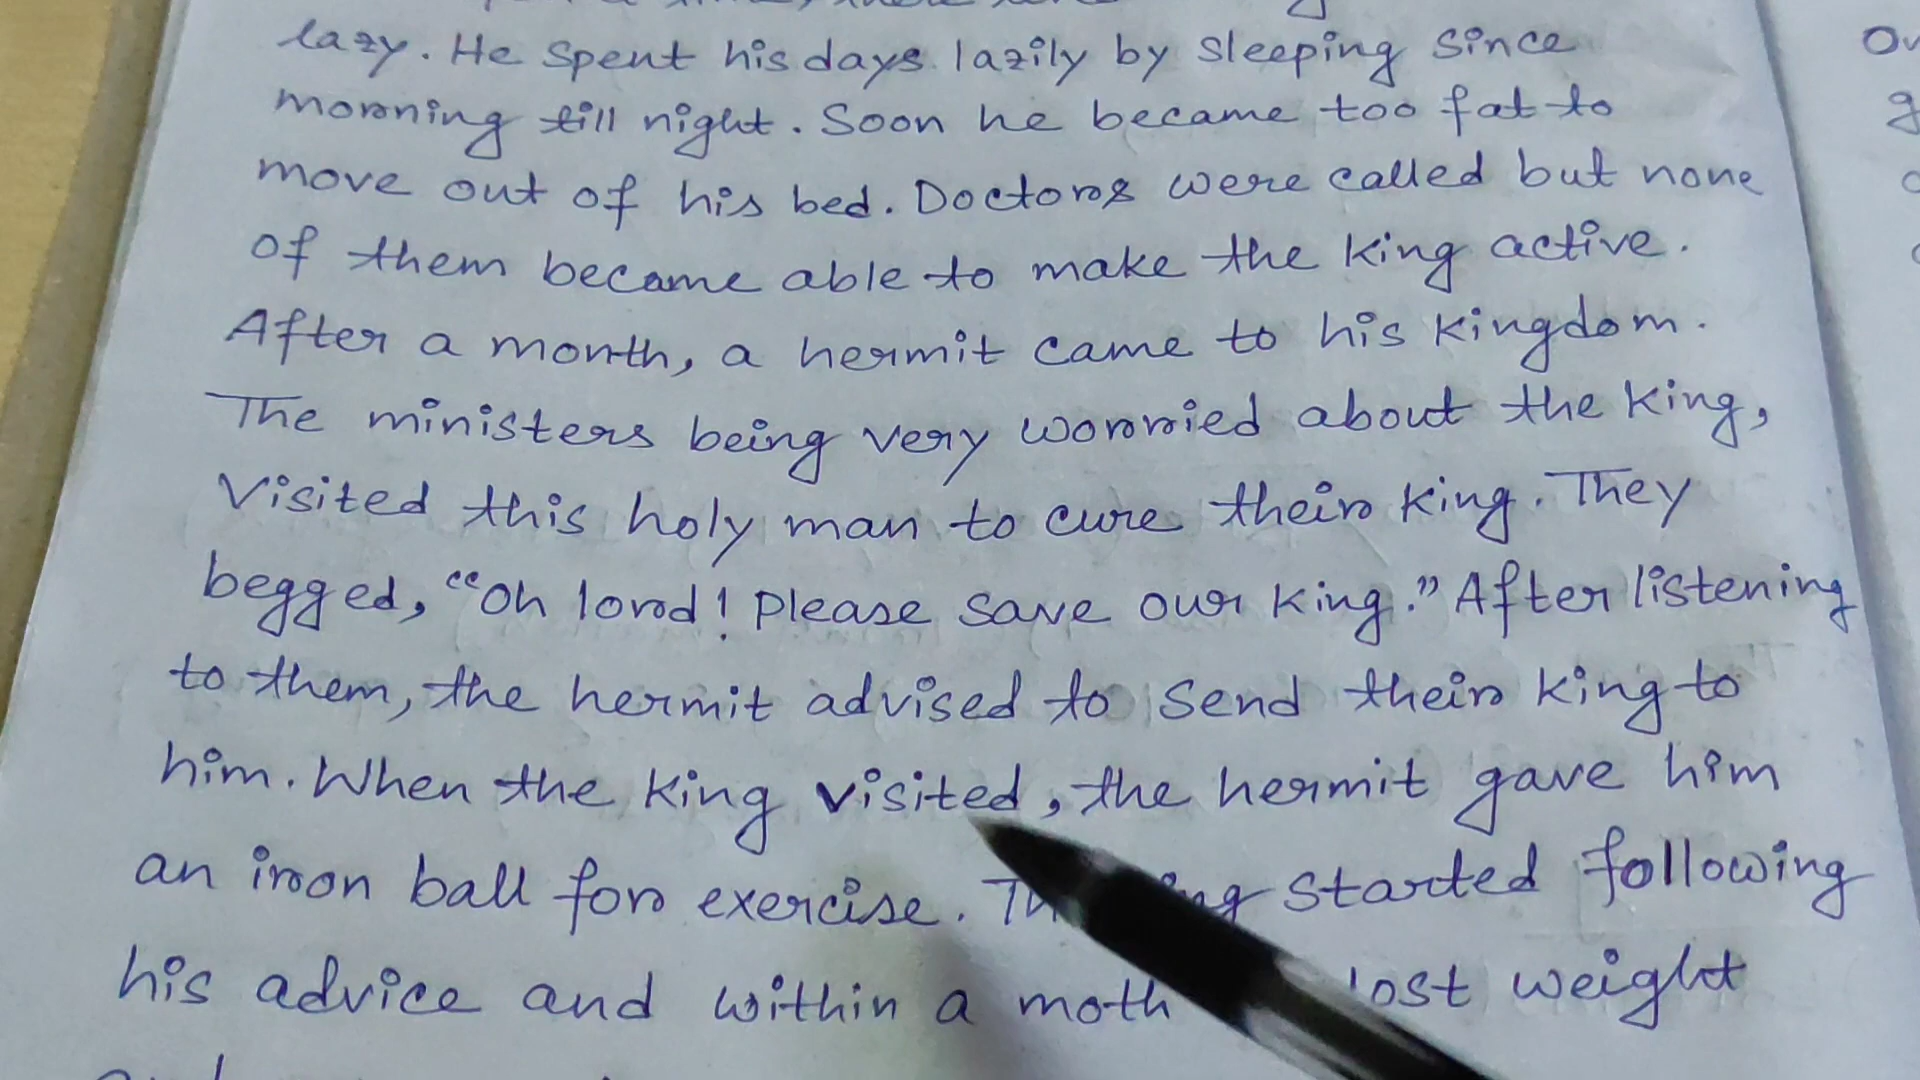 lazy. He spent his days lazily by sleeping since
morning till night. Soon he became too fat to
move out of his bed. Doctors were called but none
of them became able to make the king active.
After a month, a hermit came to his kingdom.
The ministers being very worried about the king,
visited this holy man to cure their king. They
begged, “Oh lord! Please save our king.” After listening
to them, the hermit advised to send their king to
him. When the king visited, the hermit gave him
an iron ball for exercise. started following
his advice and within a moth lost weight